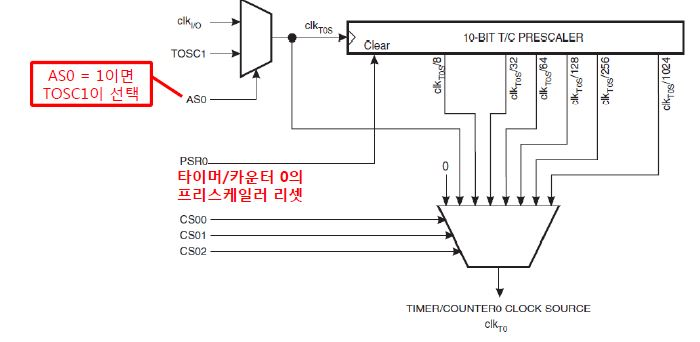 clkI/O
clkT0S
10-BIT T/C PRESCALER
Clear
TOSC1
AS0 = 1이면
TOSC1이 선택
AS0
clkT0S/8
clkT0S/32
clkT0S/64
clkT0S/128
clkT0S/256
clkT0S/1024
PSR0
타이머/카운터 0의
프리스케일러 리셋
0
CS00
CS01
CS02
TIMER/COUNTER0 CLOCK SOURCE
clkT0